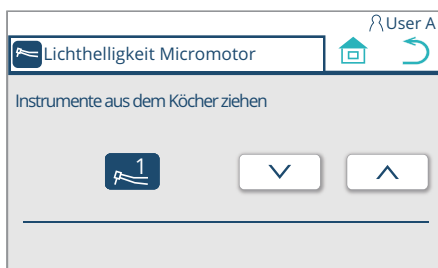 User A
Lichthelligkeit Micromotor
Instrumente aus dem Köcher ziehen
1